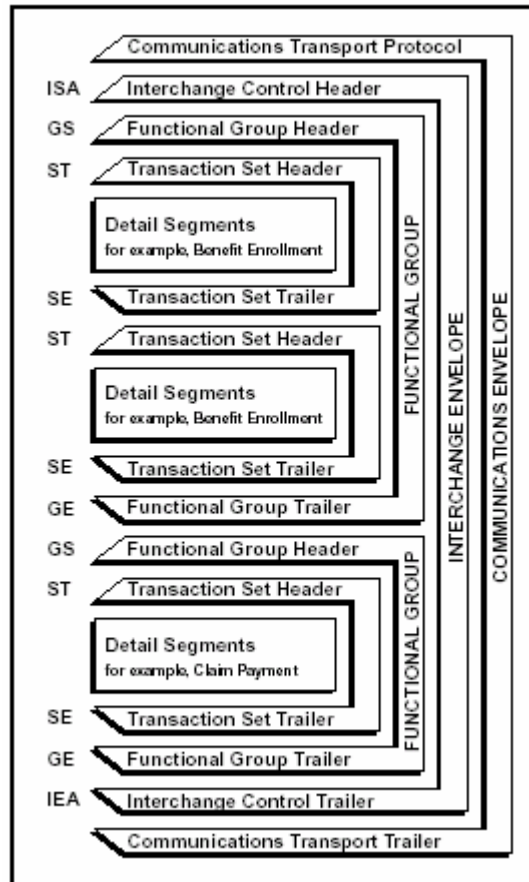 Communications Transport Protocol
ISA Interchange Control Header
GS Functional Group Header
ST Transaction Set Header
Detail Segments
for example, Benefit Enrollment
SE Transaction Set Trailer
ST Transaction Set Header
Detail Segments
for example, Benefit Enrollment
SE Transaction Set Trailer
GE Functional Group Trailer
FUNCTIONAL GROUP
GS Functional Group Header
ST Transaction Set Header
Detail Segments
for example, Claim Payment
SE Transaction Set Trailer
GE Functional Group Trailer
FUNCTIONAL GROUP
IEA Interchange Control Trailer
INTERCHANGE ENVELOPE
Communications Transport Trailer
COMMUNICATIONS ENVELOPE